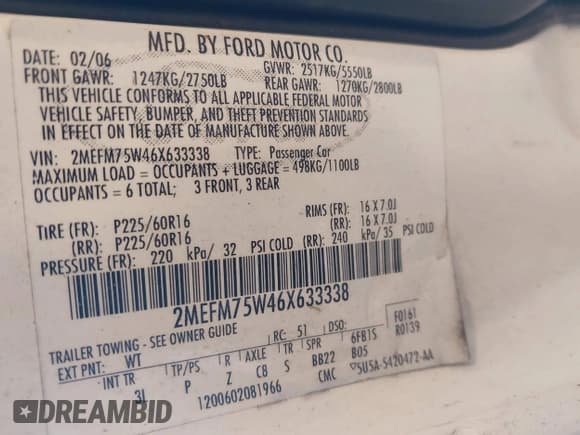 MFD. BY FORD MOTOR CO.
DATE: 02/06 GVWR: 2517KG/5550LB
FRONT GAWR: 1247KG/2750LB REAR GAWR: 1270KG/2800LB
THIS VEHICLE CONFORMS TO ALL APPLICABLE FEDERAL MOTOR
VEHICLE SAFETY, BUMPER, AND THEFT PREVENTION STANDARDS
IN EFFECT ON THE DATE OF MANUFACTURE SHOWN ABOVE.
VIN: 2MEFM75W46X633338 TYPE: Passenger Car
MAXIMUM LOAD = OCCUPANTS + LUGGAGE = 498KG/1100LB
OCCUPANTS = 6 TOTAL; 3 FRONT, 3 REAR
TIRE (FR): P225/60R16 RIMS (FR): 16 X 7.0J
(RR): P225/60R16 (RR): 16 X 7.0J
PRESSURE (FR): 220 kPa/ 32 PSI COLD (RR): 240 kPa/ 35 PSI COLD
2MEFM75W46X633338
TRAILER TOWING - SEE OWNER GUIDE
RC: 51 DSO: F0161
EXT PNT: WT 6FB15 R0139
INT TR TP/PS R AXLE TR SPR B05
3J P Z C8 S BB22
1200602081966 CMC ▽5U5A-5420472-AA
DREAMBID